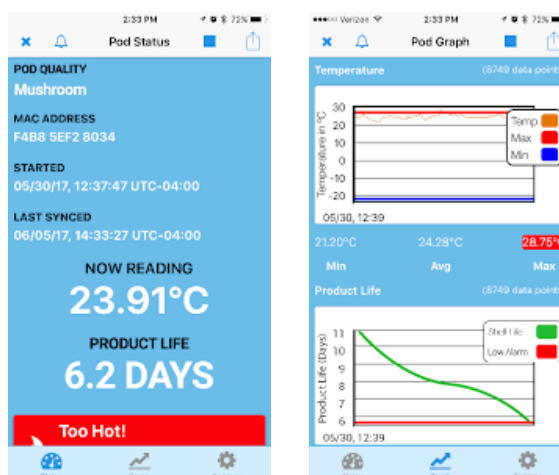 2:33 PM
72%
Pod Status
POD QUALITY
Mushroom
MAC ADDRESS
F4B8 5EF2 8034
STARTED
05/30/17, 12:37:47 UTC-04:00
LAST SYNCED
06/05/17, 14:33:27 UTC-04:00
NOW READING
23.91°C
PRODUCT LIFE
6.2 DAYS
Too Hot!
Verizon
2:33 PM
72%
Pod Graph
Temperature
(8749 data points
Temperature in °C
30
20
10
0
-10
-20
Temp
Max
Min
05/30, 12:39
21.20°C
24.28°C
28.75°
Min
Avg
Max
Product Life
(8749 data points
Product Life (Days)
11
10
9
8
7
6
Shelf Life
Low Alarm
05/30, 12:39